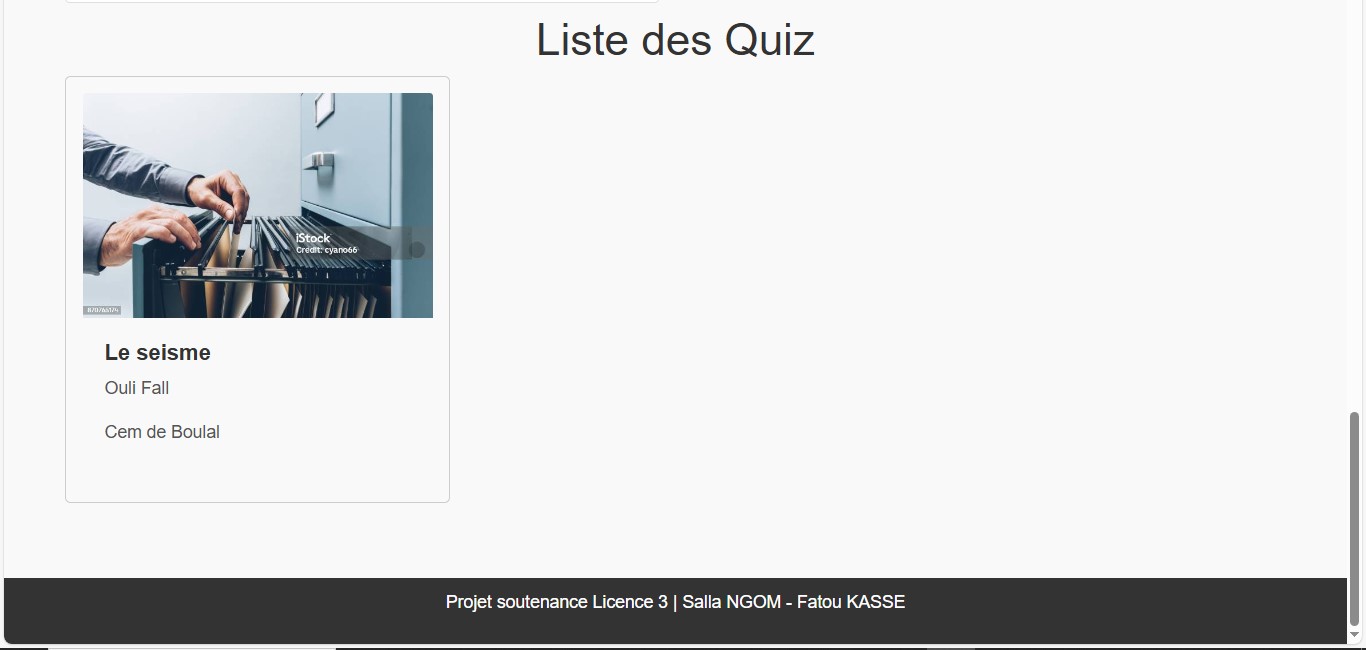 Liste des Quiz
iStock
Credit: cyano66
Le seisme
Ouli Fall
Cem de Boulal
Projet soutenance Licence 3 | Salla NGOM - Fatou KASSE